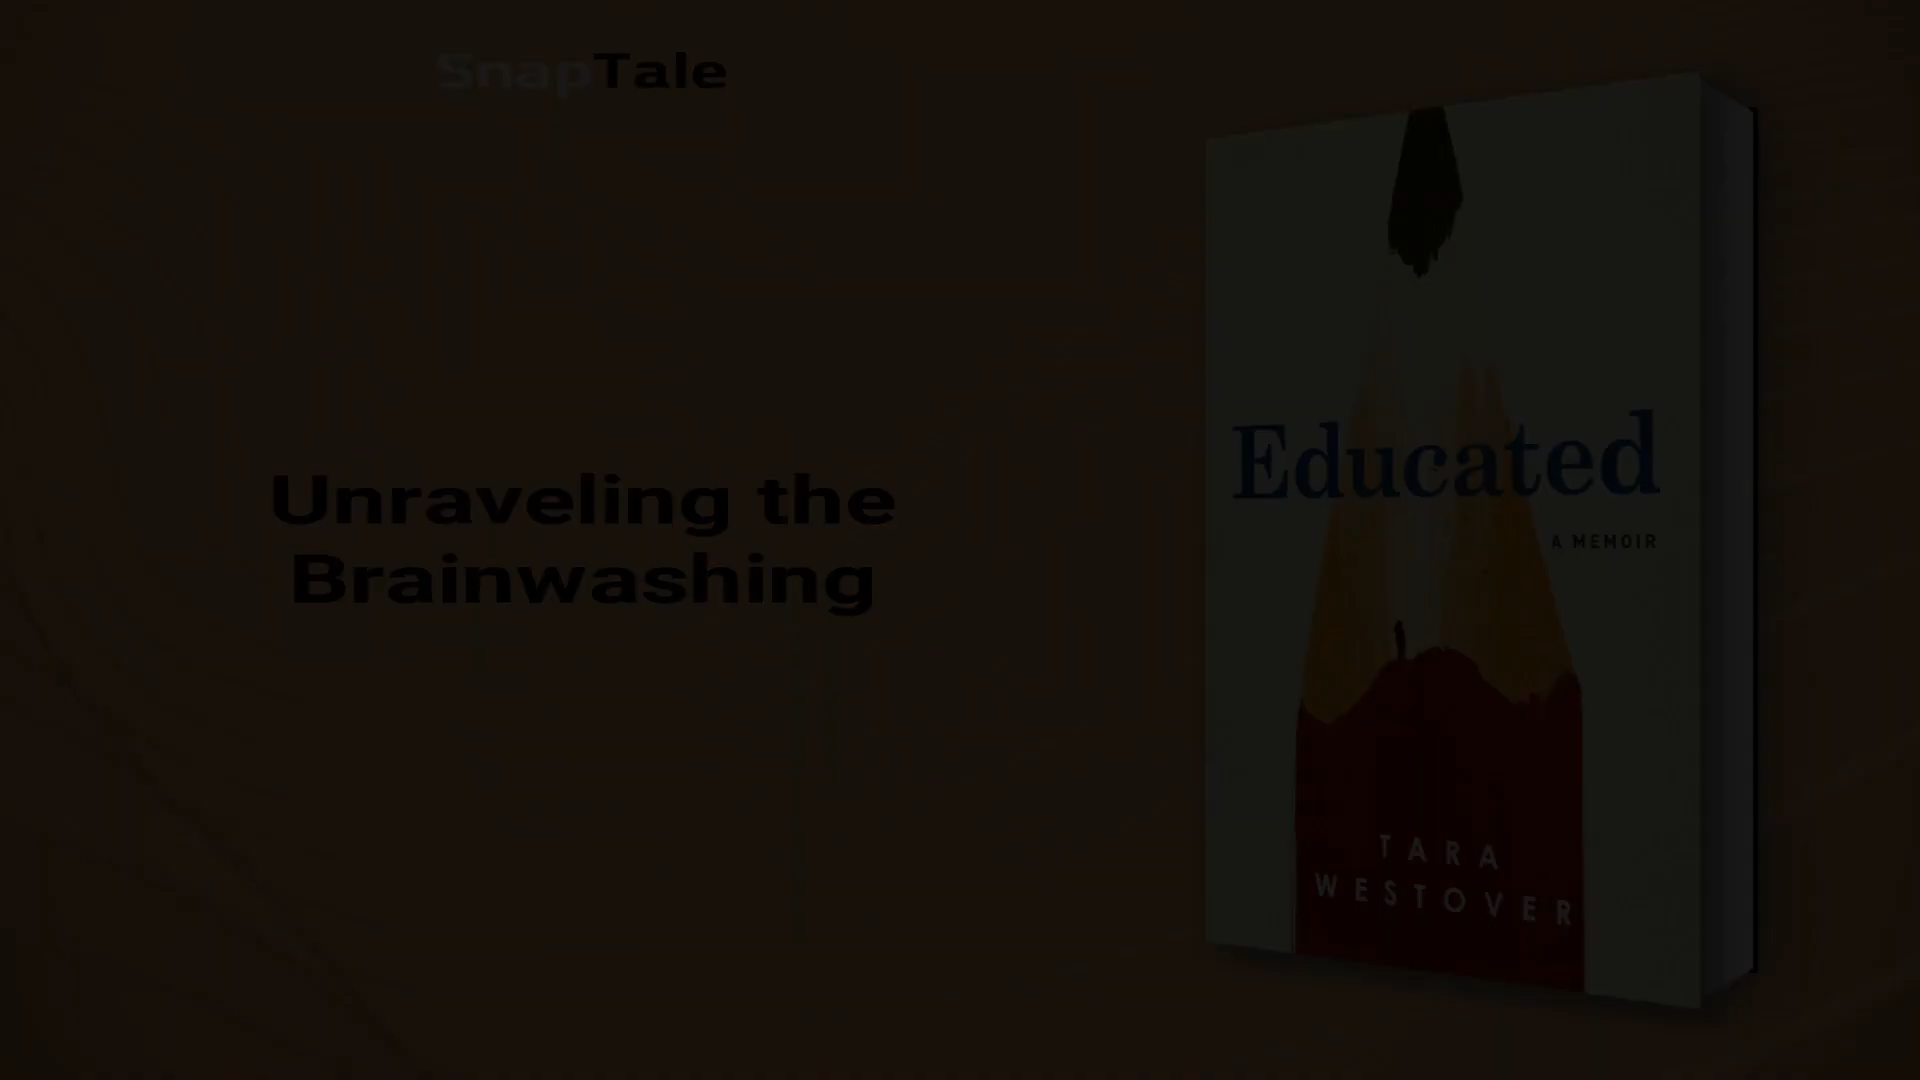 SnapTale
Unraveling the
Brainwashing
Educated
A MEMOIR
TARA
WESTOVER